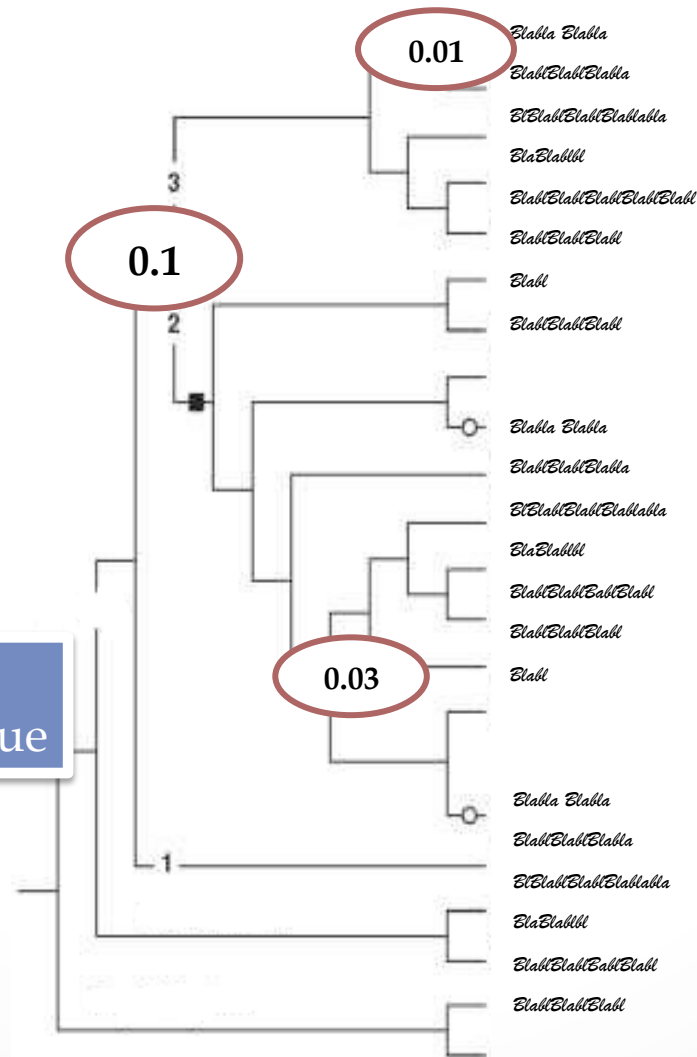 Blabla Blabla
0.01
BlablBlablBlabla
BlBlablBlablBlablabla
BlaBlablbl
3
BlablBlablBlablBlablBlabl
BlablBlablBlabl
0.1
Blabl
2
BlablBlablBlabl
Blabla Blabla
BlablBlablBlabla
BlBlablBlablBlablabla
BlaBlablbl
BlablBlablBablBlabl
BlablBlablBlabl
0.03
Blabl
ue
Blabla Blabla
BlablBlablBlabla
1
BlBlablBlablBlablabla
BlaBlablbl
BlablBlablBablBlabl
BlablBlablBlabl